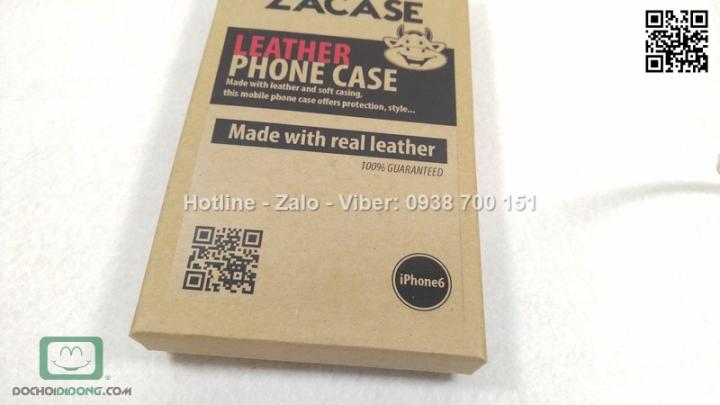 ZACASE
LEATHER
PHONE CASE
Made with leather and soft casing,
this mobile phone case offers protection, style...
Made with real leather
100% GUARANTEED
Hotline - Zalo - Viber: 0938 700 151
iPhone6
DOCHOIDIDONG.COM